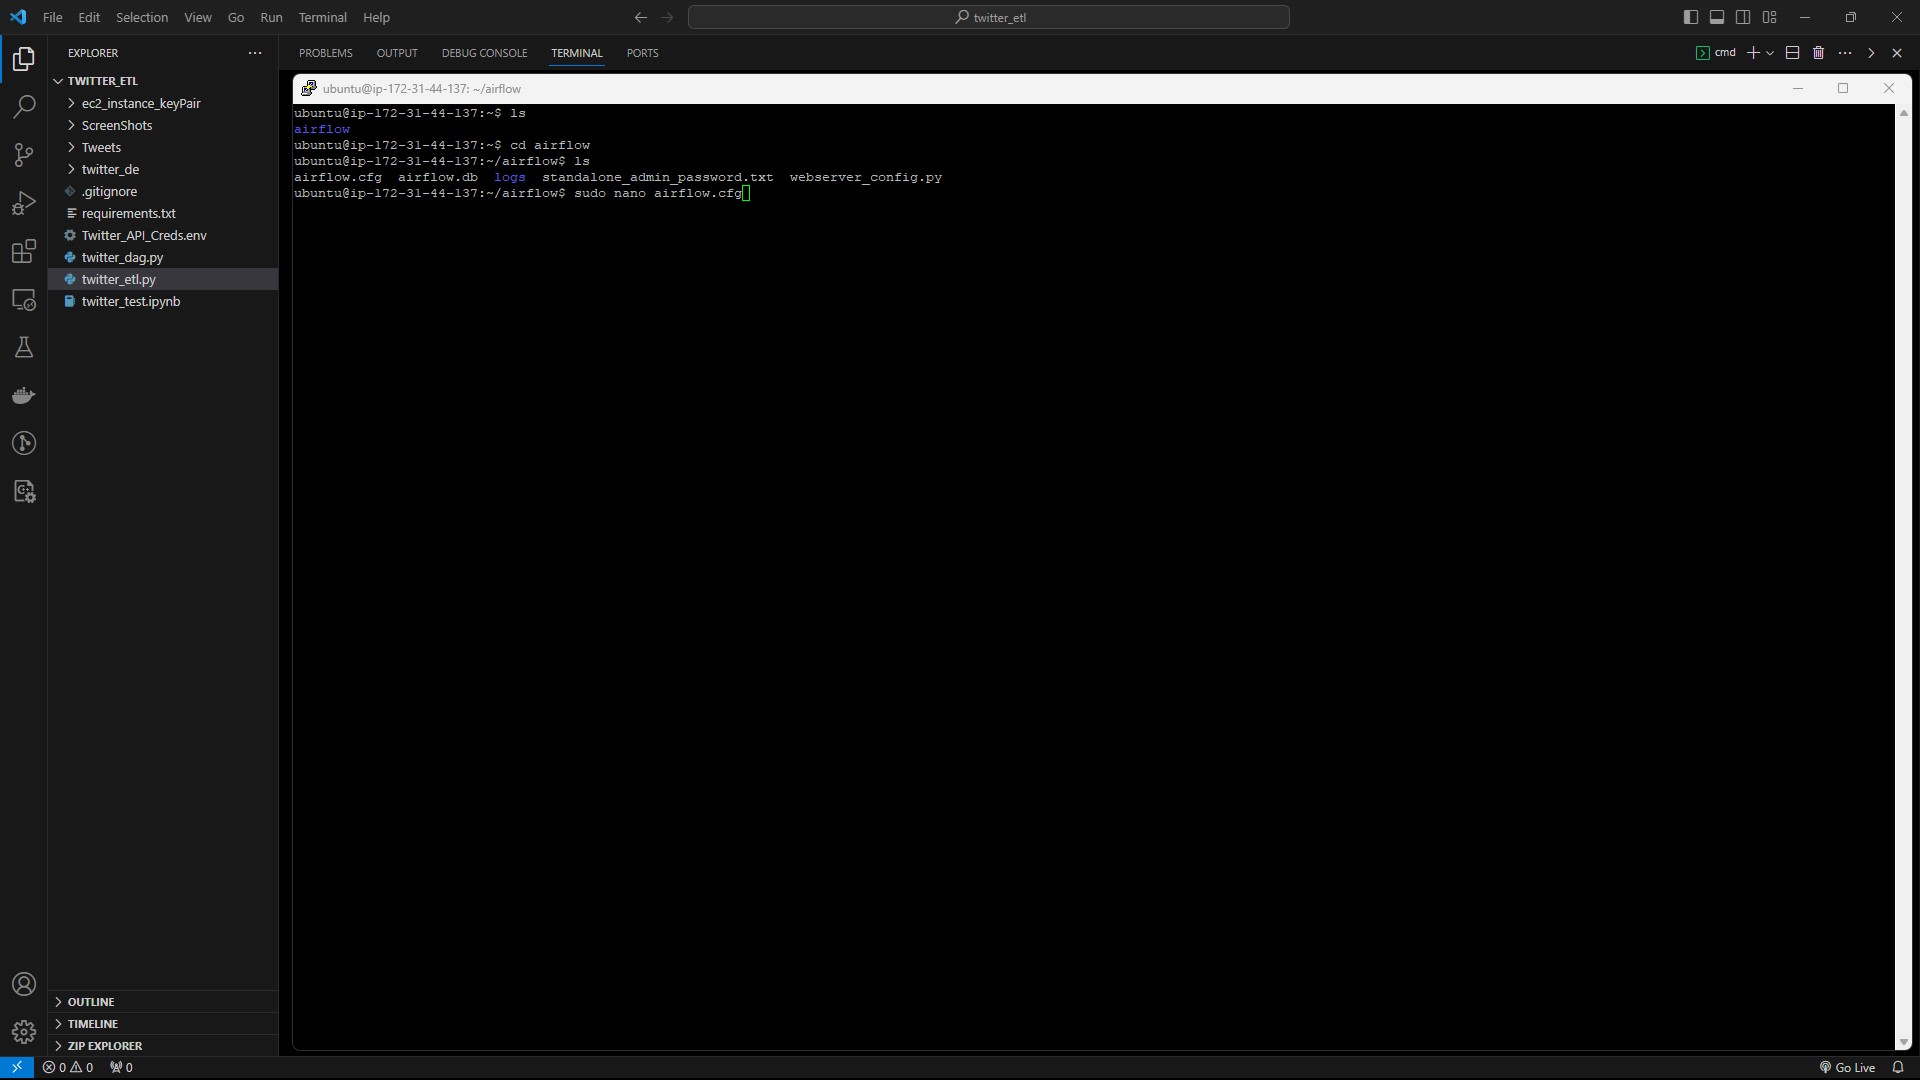 File Edit Selection View Go Run Terminal Help
twitter_etl
EXPLORER
PROBLEMS OUTPUT DEBUG CONSOLE TERMINAL PORTS
cmd
TWITTER_ETL
ec2_instance_keyPair
ScreenShots
Tweets
twitter_de
.gitignore
requirements.txt
Twitter_API_Creds.env
twitter_dag.py
twitter_etl.py
twitter_test.ipynb
ubuntu@ip-172-31-44-137: ~/airflow
ubuntu@ip-172-31-44-137:~$ ls
airflow
ubuntu@ip-172-31-44-137:~$ cd airflow
ubuntu@ip-172-31-44-137:~/airflow$ ls
airflow.cfg  airflow.db  logs  standalone_admin_password.txt  webserver_config.py
ubuntu@ip-172-31-44-137:~/airflow$ sudo nano airflow.cfg
OUTLINE
TIMELINE
ZIP EXPLORER
0 0 0
Go Live